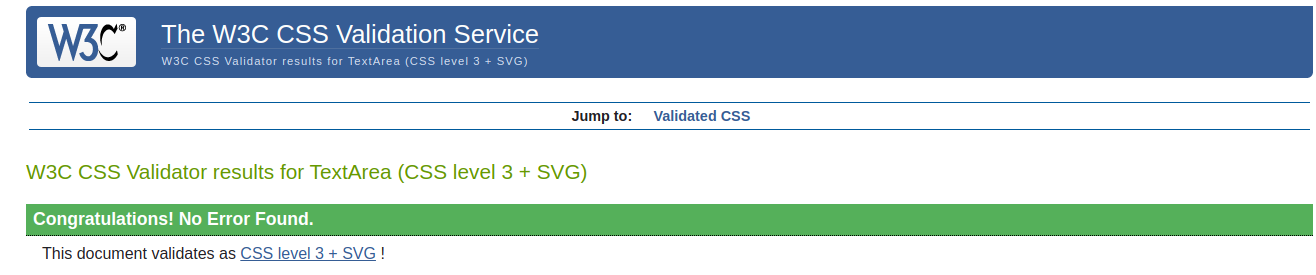 W3C®
The W3C CSS Validation Service
W3C CSS Validator results for TextArea (CSS level 3 + SVG)
Jump to: Validated CSS
W3C CSS Validator results for TextArea (CSS level 3 + SVG)
Congratulations! No Error Found.
This document validates as CSS level 3 + SVG !